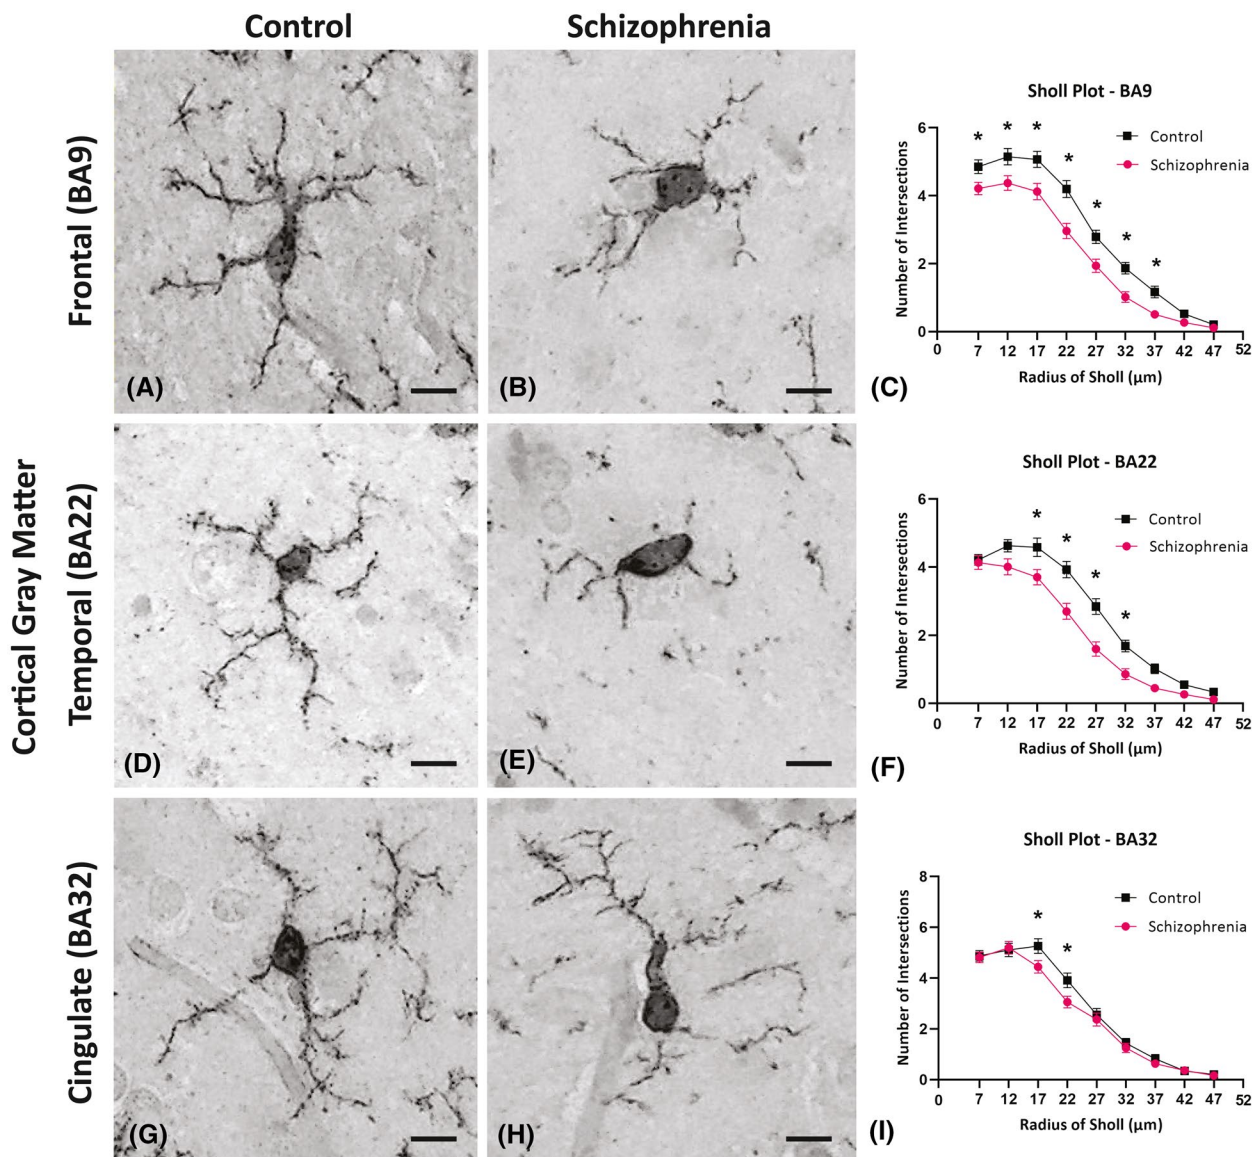 Control
Schizophrenia
Cortical Gray Matter
Frontal (BA9)
(A)
(B)
Sholl Plot - BA9
Control
Schizophrenia
Number of Intersections
6
4
2
0
0 7 12 17 22 27 32 37 42 47 52
* * * * * * *
Radius of Sholl (μm)
(C)
Temporal (BA22)
(D)
(E)
Sholl Plot - BA22
Control
Schizophrenia
Number of Intersections
6
4
2
0
0 7 12 17 22 27 32 37 42 47 52
* * * *
Radius of Sholl (μm)
(F)
Cingulate (BA32)
(G)
(H)
Sholl Plot - BA32
Control
Schizophrenia
Number of Intersections
8
6
4
2
0
0 7 12 17 22 27 32 37 42 47 52
* *
Radius of Sholl (μm)
(I)